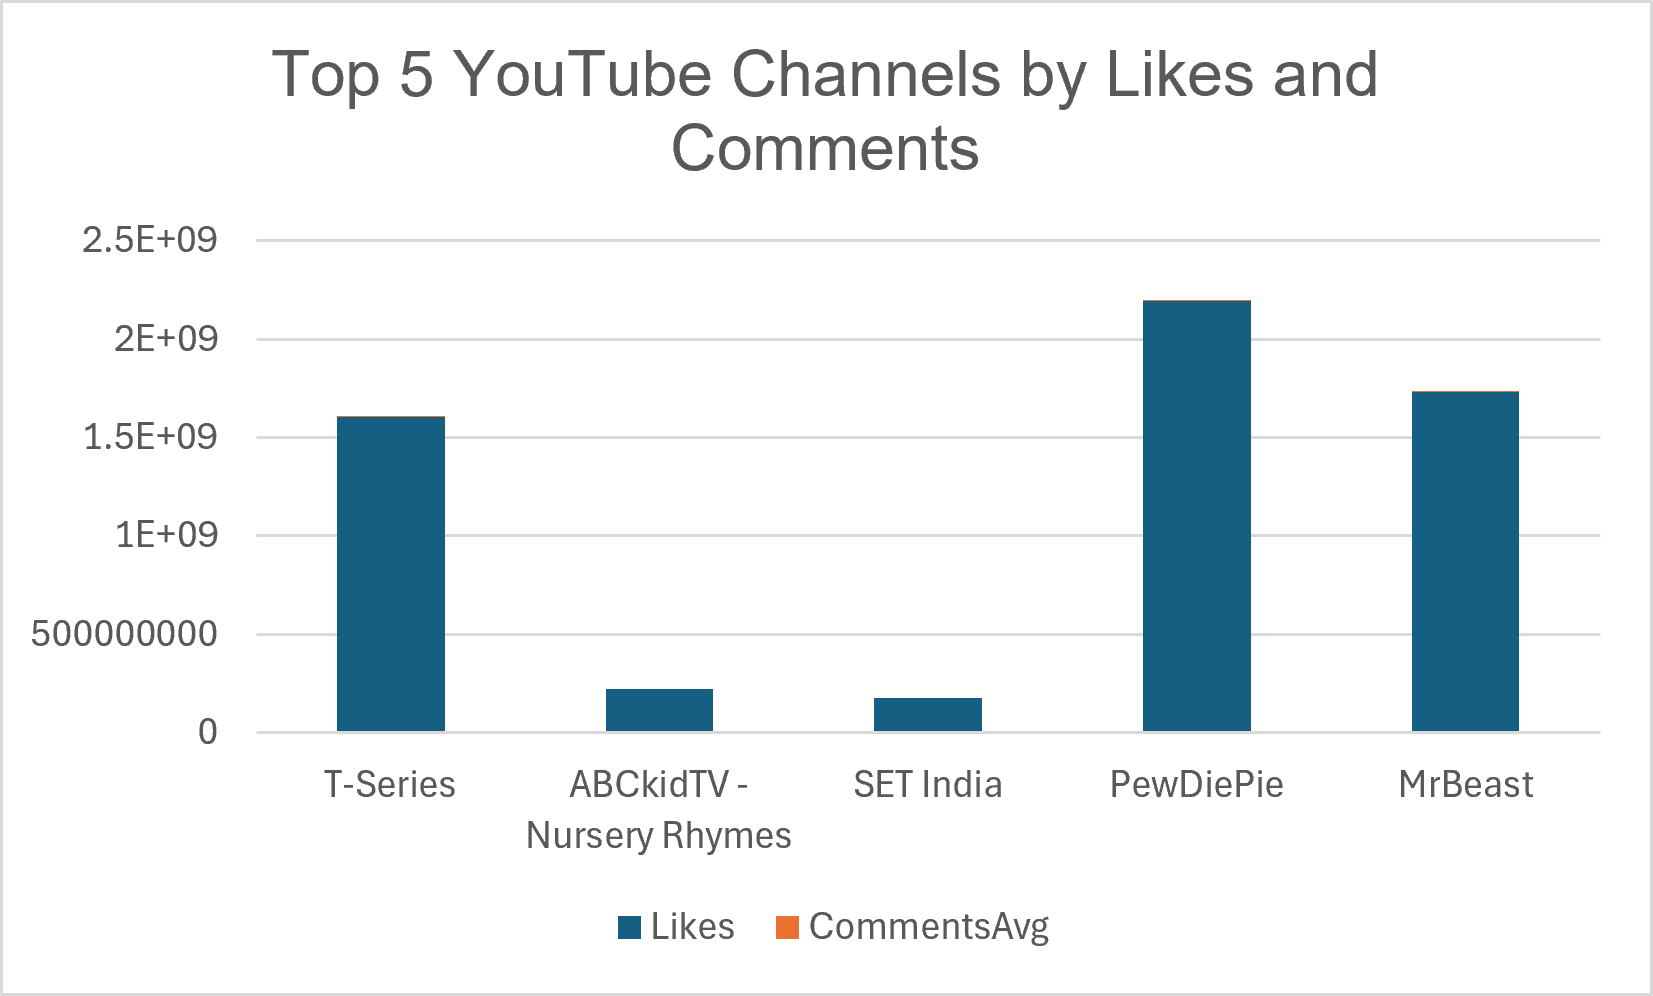 Top 5 YouTube Channels by Likes and
Comments
2.5E+09
2E+09
1.5E+09
1E+09
500000000
0
T-Series
ABCkidTV -
Nursery Rhymes
SET India
PewDiePie
MrBeast
Likes
CommentsAvg